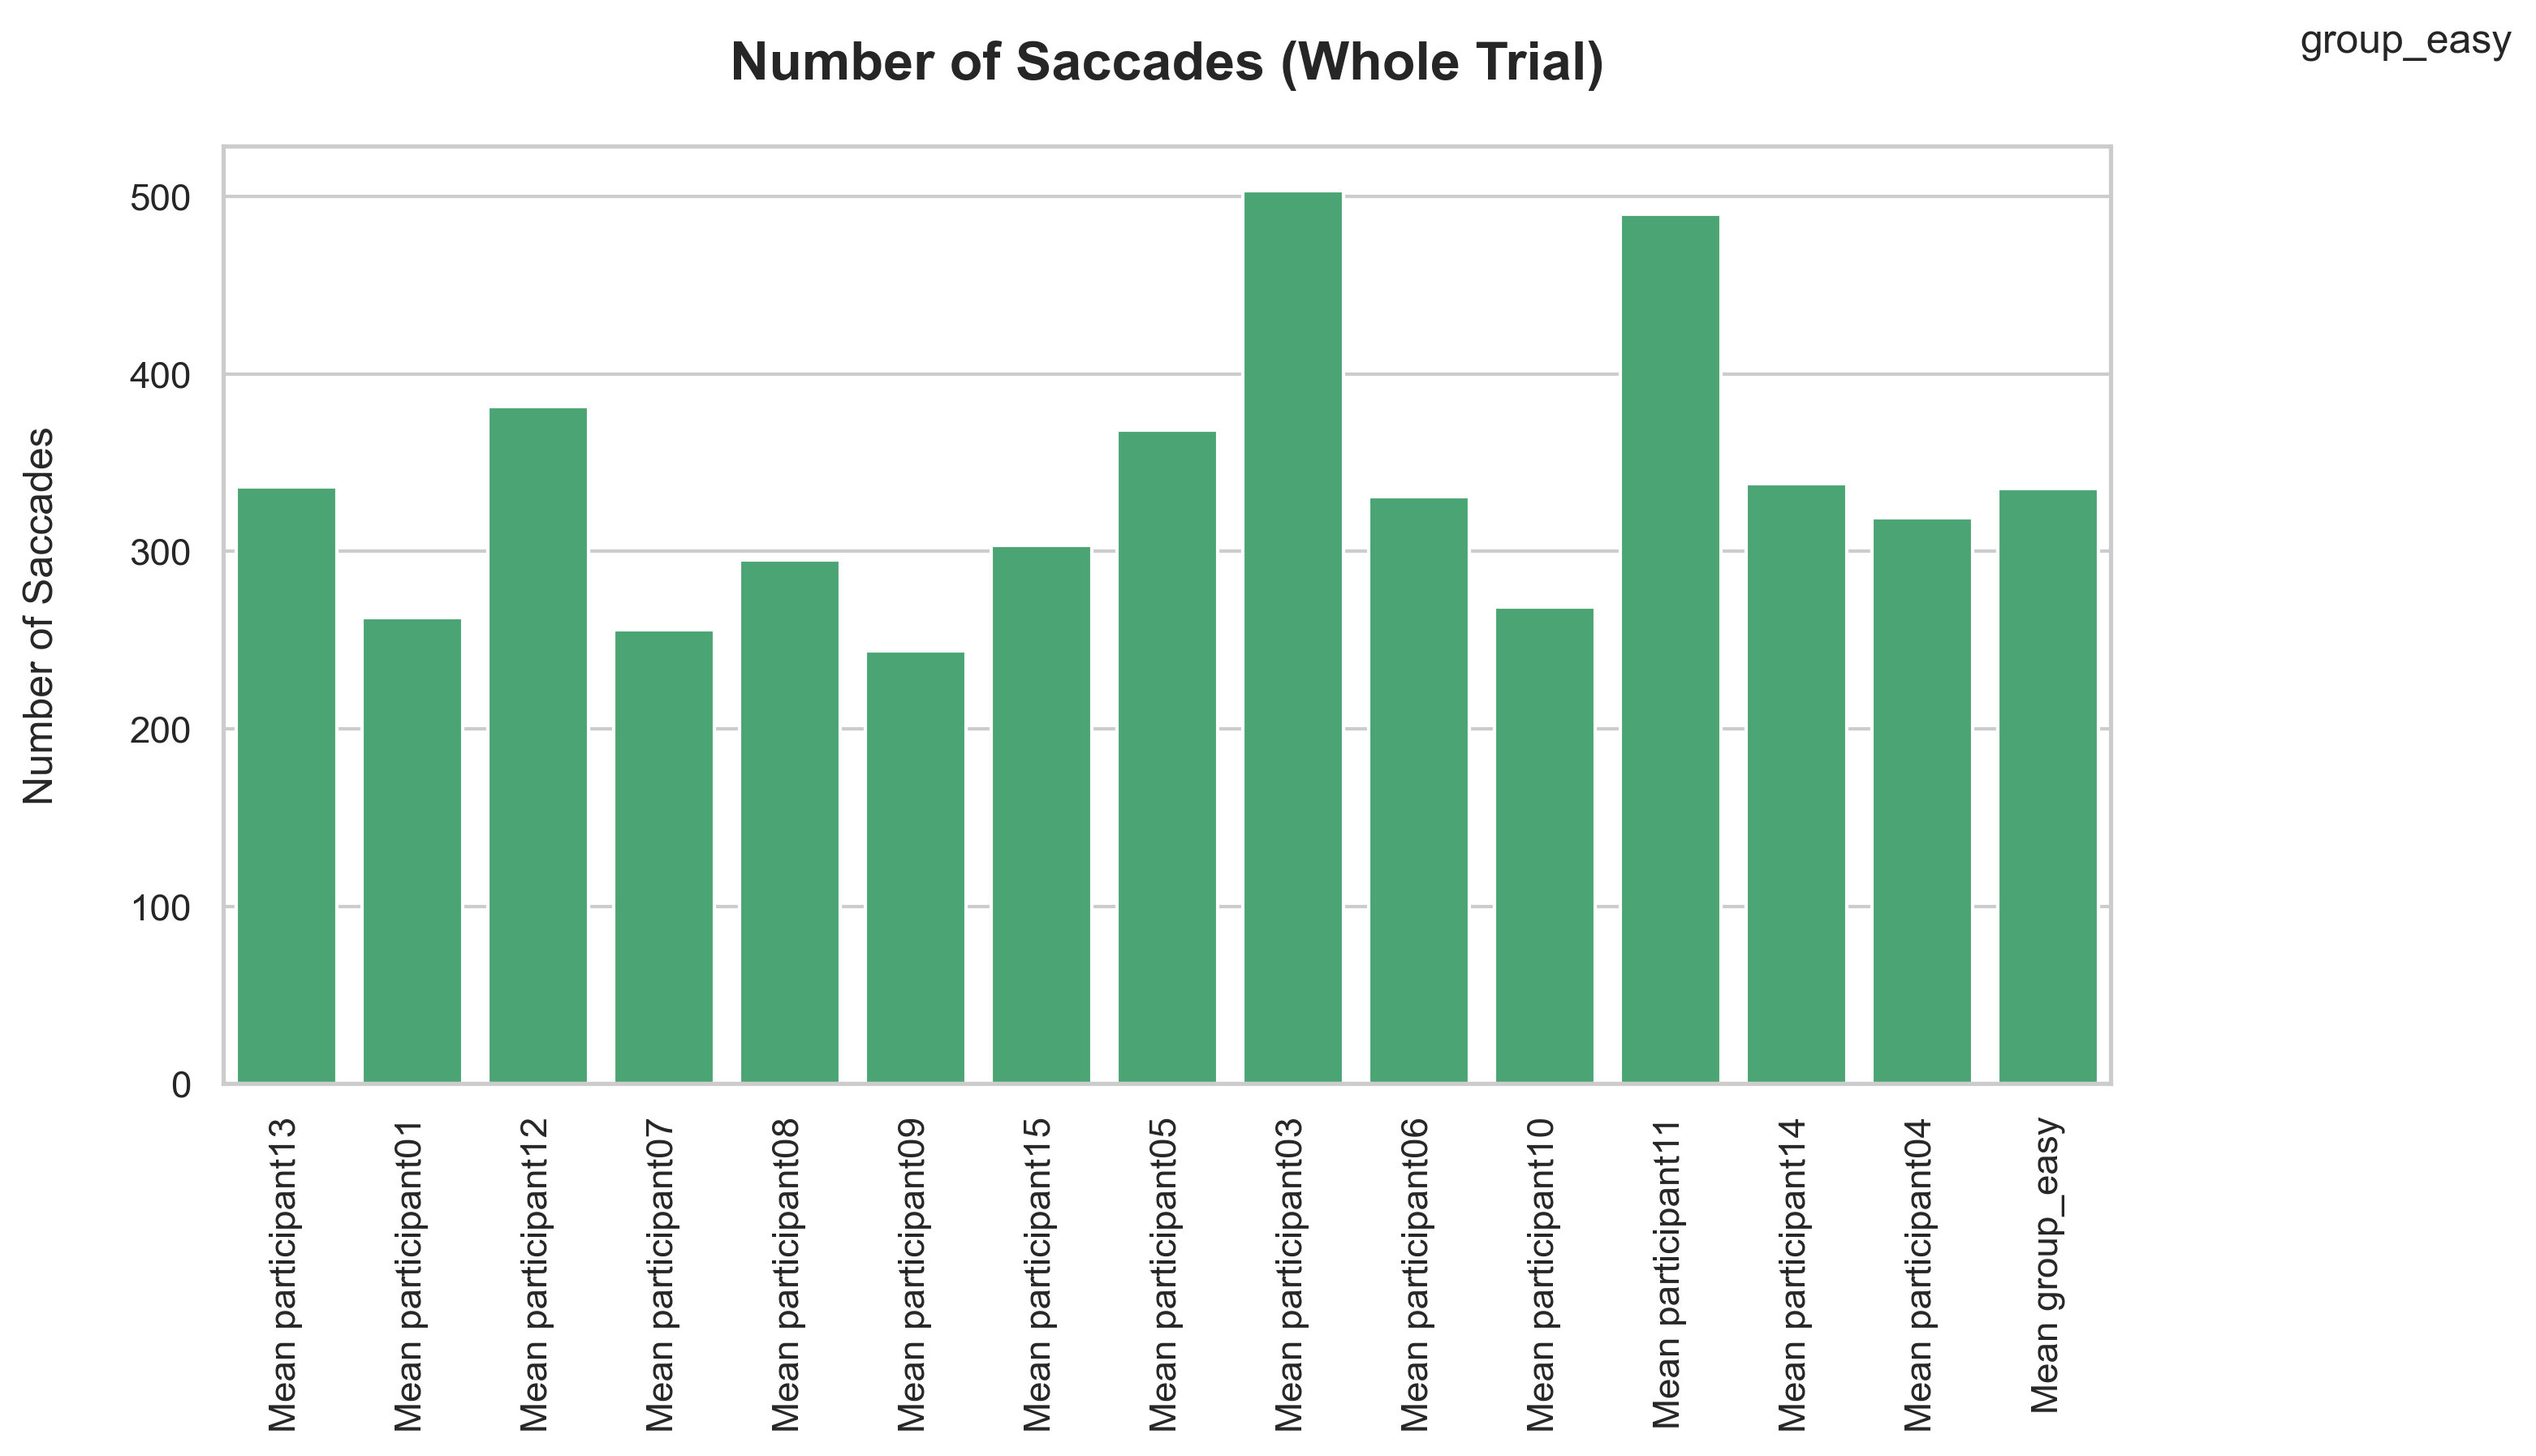 group_easy
Number of Saccades (Whole Trial)
Number of Saccades
500
400
300
200
100
0
Mean participant13
Mean participant01
Mean participant12
Mean participant07
Mean participant08
Mean participant09
Mean participant15
Mean participant05
Mean participant03
Mean participant06
Mean participant10
Mean participant11
Mean participant14
Mean participant04
Mean group_easy